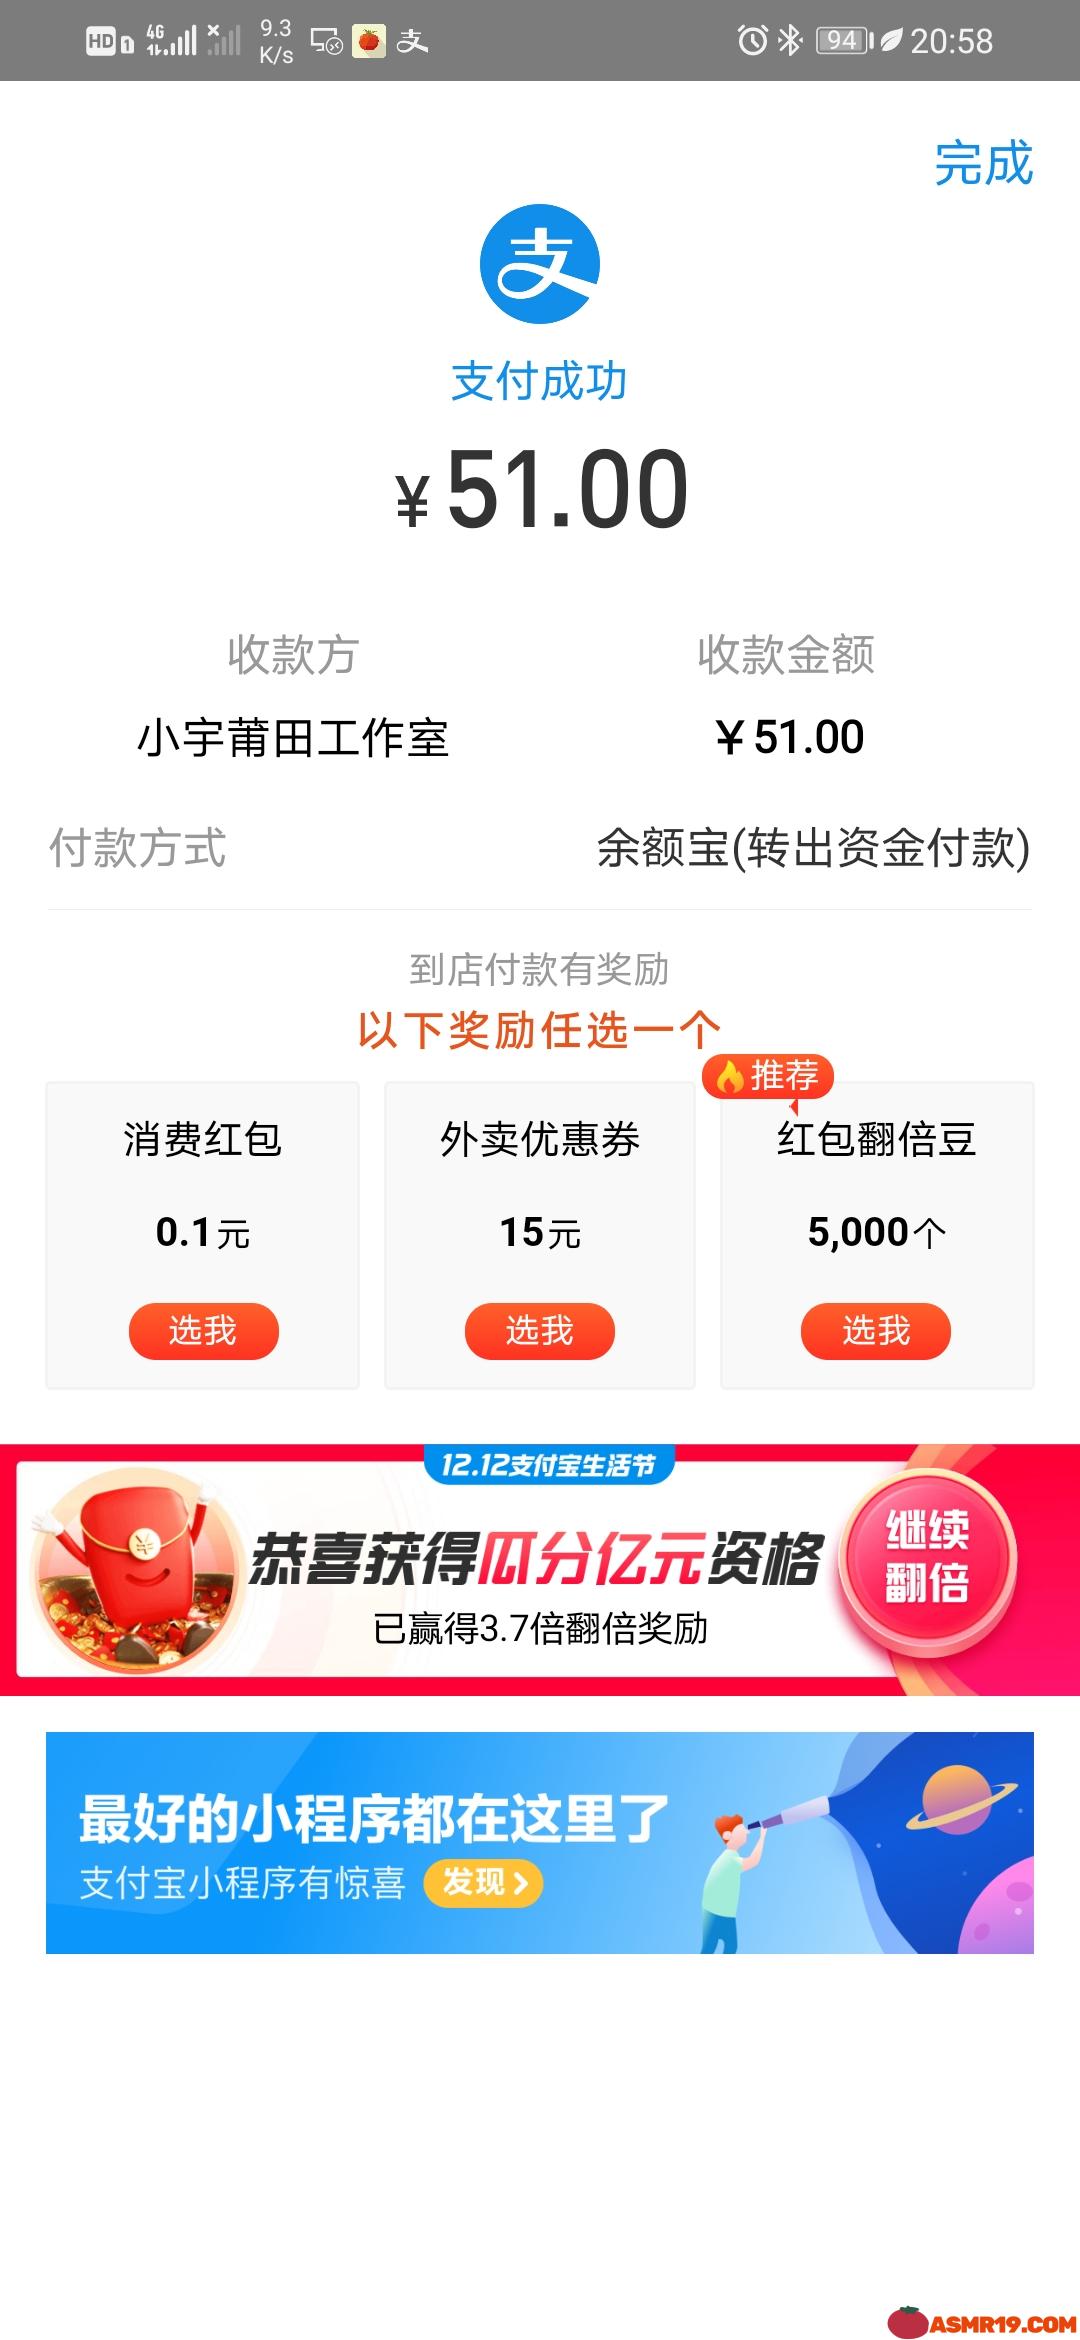 HD 1 4G 9.3 K/s 支 94 20:58
完成
支
支付成功
¥51.00
收款方 收款金额
小宇莆田工作室 ¥51.00
付款方式 余额宝(转出资金付款)
到店付款有奖励
以下奖励任选一个
推荐
消费红包 外卖优惠券 红包翻倍豆
0.1元 15元 5,000个
选我 选我 选我
12.12支付宝生活节
恭喜获得瓜分亿元资格
已赢得3.7倍翻倍奖励
继续
翻倍
最好的小程序都在这里了
支付宝小程序有惊喜 发现
ASMR19.COM